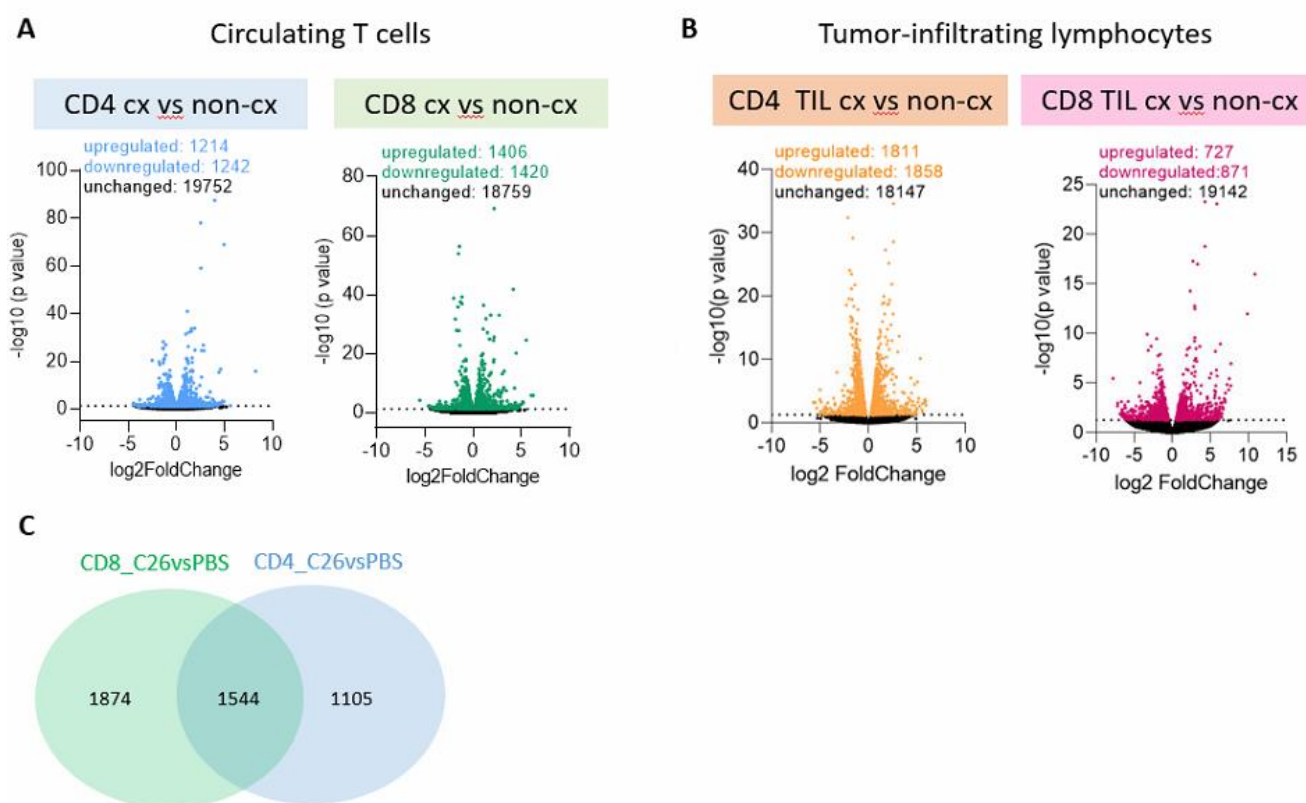 A
Circulating T cells
CD4 cx vs non-cx
upregulated: 1214
downregulated: 1242
unchanged: 19752
100
80
60
40
20
0
-10
-5
0
5
10
-log10 (p value)
log2FoldChange
CD8 cx vs non-cx
upregulated: 1406
downregulated: 1420
unchanged: 18759
80
60
40
20
0
-10
-5
0
5
10
-log10 (p value)
log2FoldChange
B
Tumor-infiltrating lymphocytes
CD4 TIL cx vs non-cx
upregulated: 1811
downregulated: 1858
unchanged: 18147
40
30
20
10
0
-10
-5
0
5
10
-log10(p value)
log2 FoldChange
CD8 TIL cx vs non-cx
upregulated: 727
downregulated:871
unchanged: 19142
25
20
15
10
5
0
-10
-5
0
5
10
15
-log10(p value)
log2 FoldChange
C
CD8_C26vsPBS
CD4_C26vsPBS
1874
1544
1105